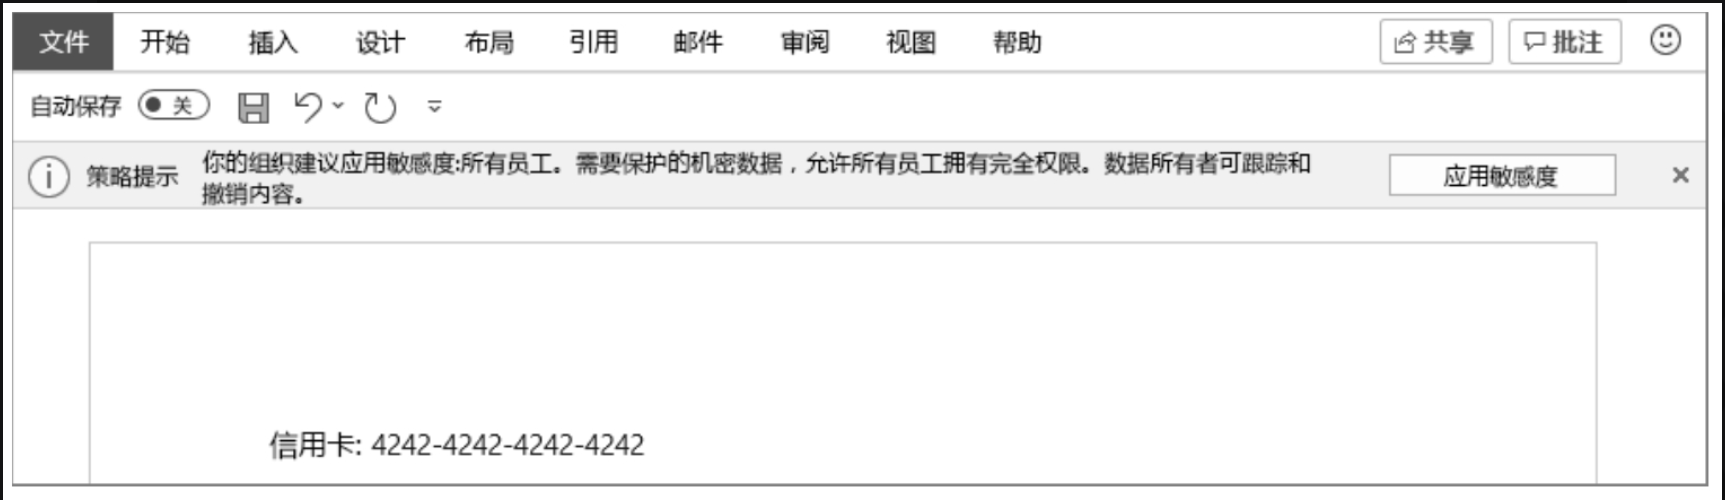 文件 开始 插入 设计 布局 引用 邮件 审阅 视图 帮助 共享 批注
自动保存 关
策略提示 你的组织建议应用敏感度:所有员工。需要保护的机密数据，允许所有员工拥有完全权限。数据所有者可跟踪和
撤销内容。
应用敏感度
信用卡: 4242-4242-4242-4242